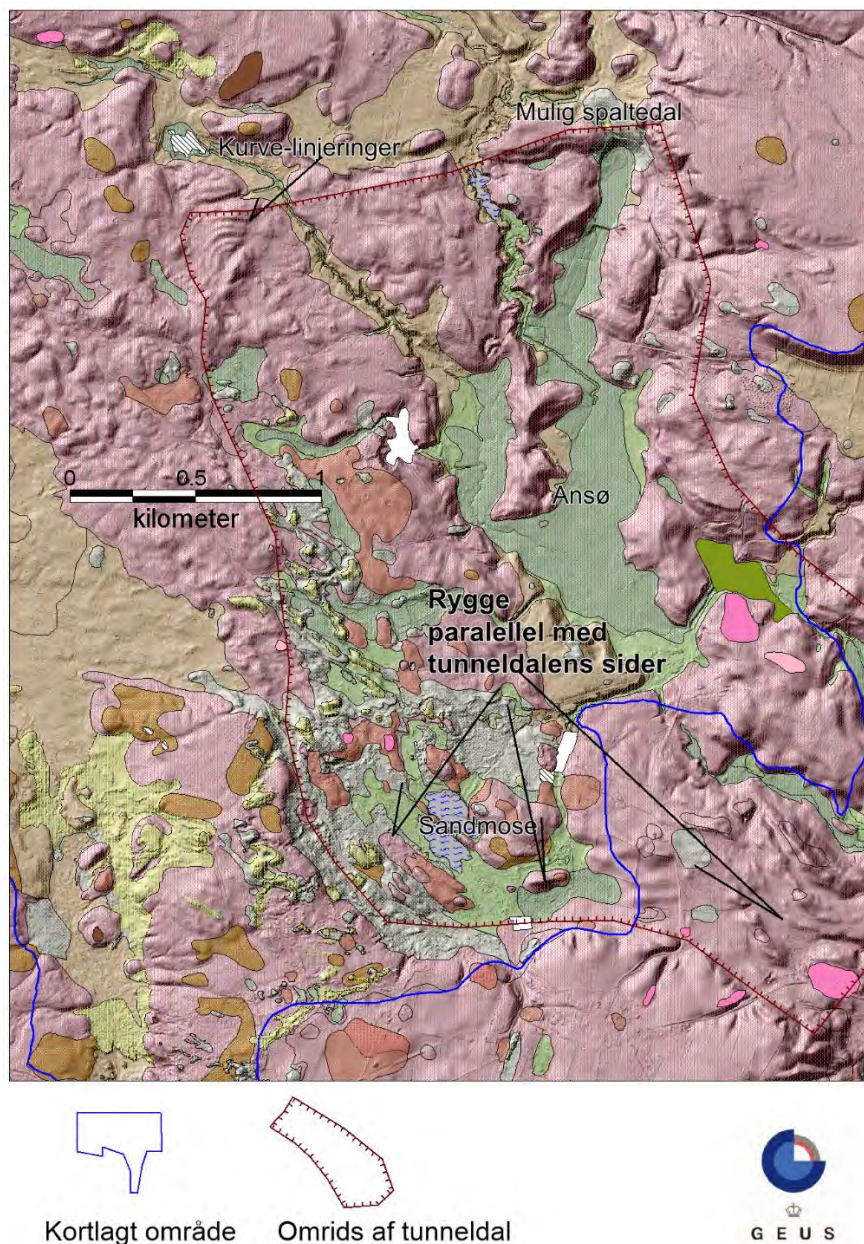 Mulig spaltedal
Kurve-linjeringer
0 0.5 1
kilometer
Ansø
Rygge
paralellel med
tunneldalens sider
Sandmose
Kortlagt område
Omrids af tunneldal
G E U S